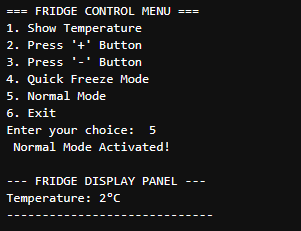 === FRIDGE CONTROL MENU ===
1. Show Temperature
2. Press '+' Button
3. Press '-' Button
4. Quick Freeze Mode
5. Normal Mode
6. Exit
Enter your choice:  5
 Normal Mode Activated!

--- FRIDGE DISPLAY PANEL ---
Temperature: 2°C
-----------------------------